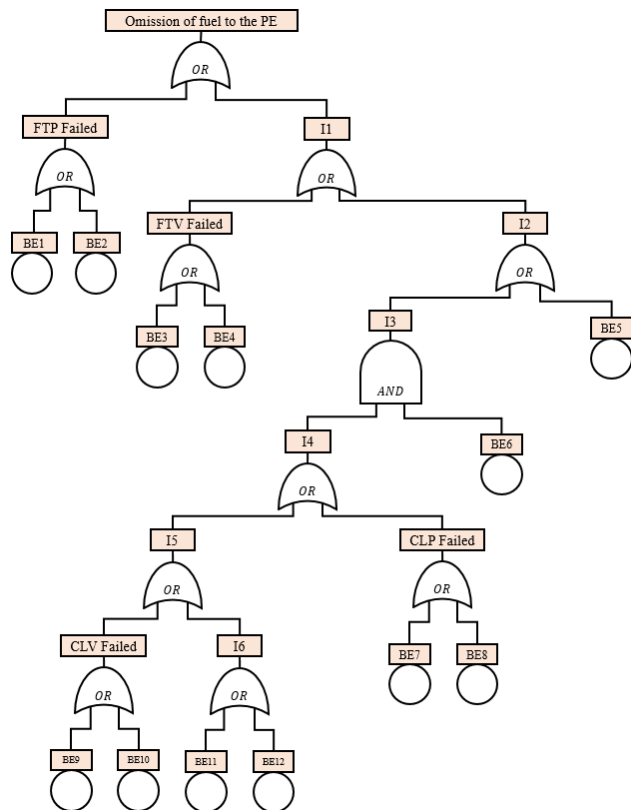 Omission of fuel to the PE
OR
FTP Failed
I1
OR
OR
BE1
BE2
FTV Failed
I2
OR
OR
BE3
BE4
I3
BE5
AND
I4
BE6
OR
I5
CLP Failed
OR
OR
CLV Failed
I6
BE7
BE8
OR
OR
BE9
BE10
BE11
BE12